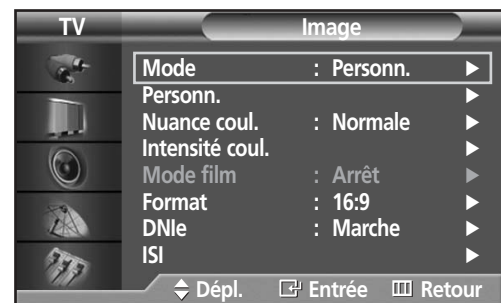 TV Image
Mode : Personn.
Personn.
Nuance coul. : Normale
Intensité coul.
Mode film : Arrêt
Format : 16:9
DNIe : Marche
ISI
Dépl. Entrée Retour